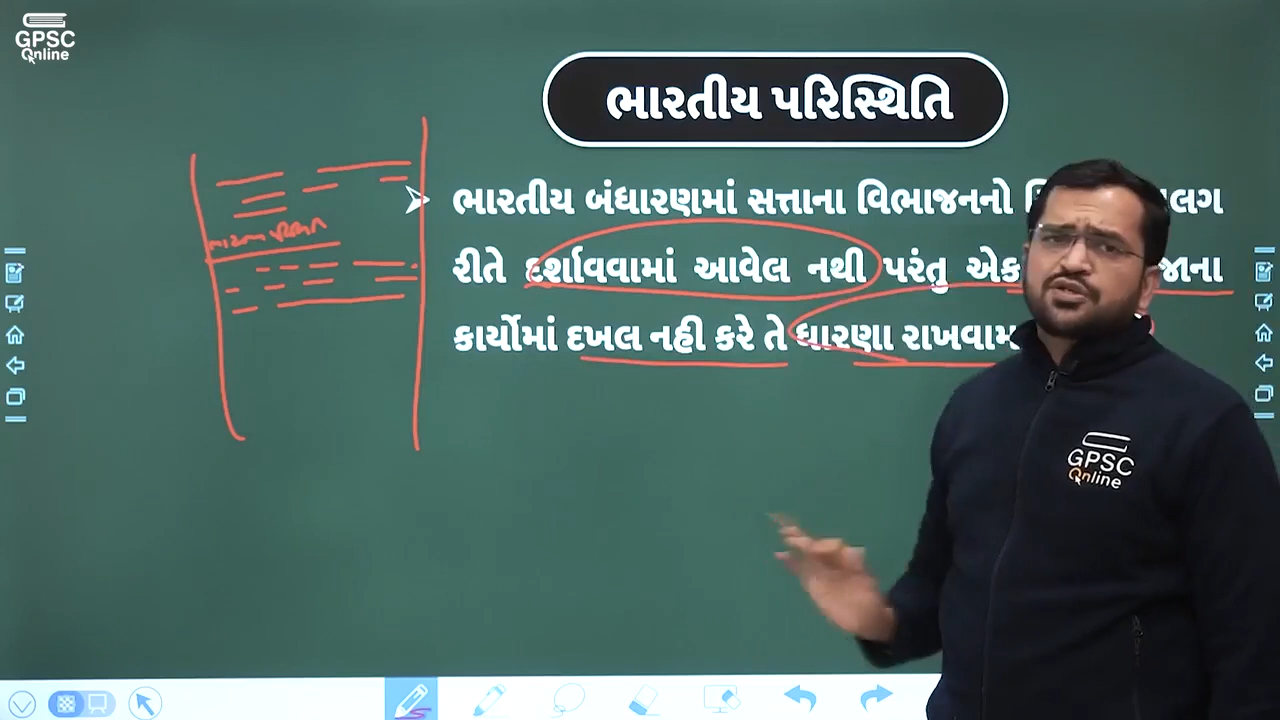 GPSC
Online
ભારતીય પરિસ્થિતિ
ભારતીય બંધારણમાં સત્તાના વિભાજનનો
રીતે દર્શાવવામાં આવેલ નથી પરંતુ એક
કાર્યોમાં દખલ નહી કરે તે ધારણા
GPSC
Online